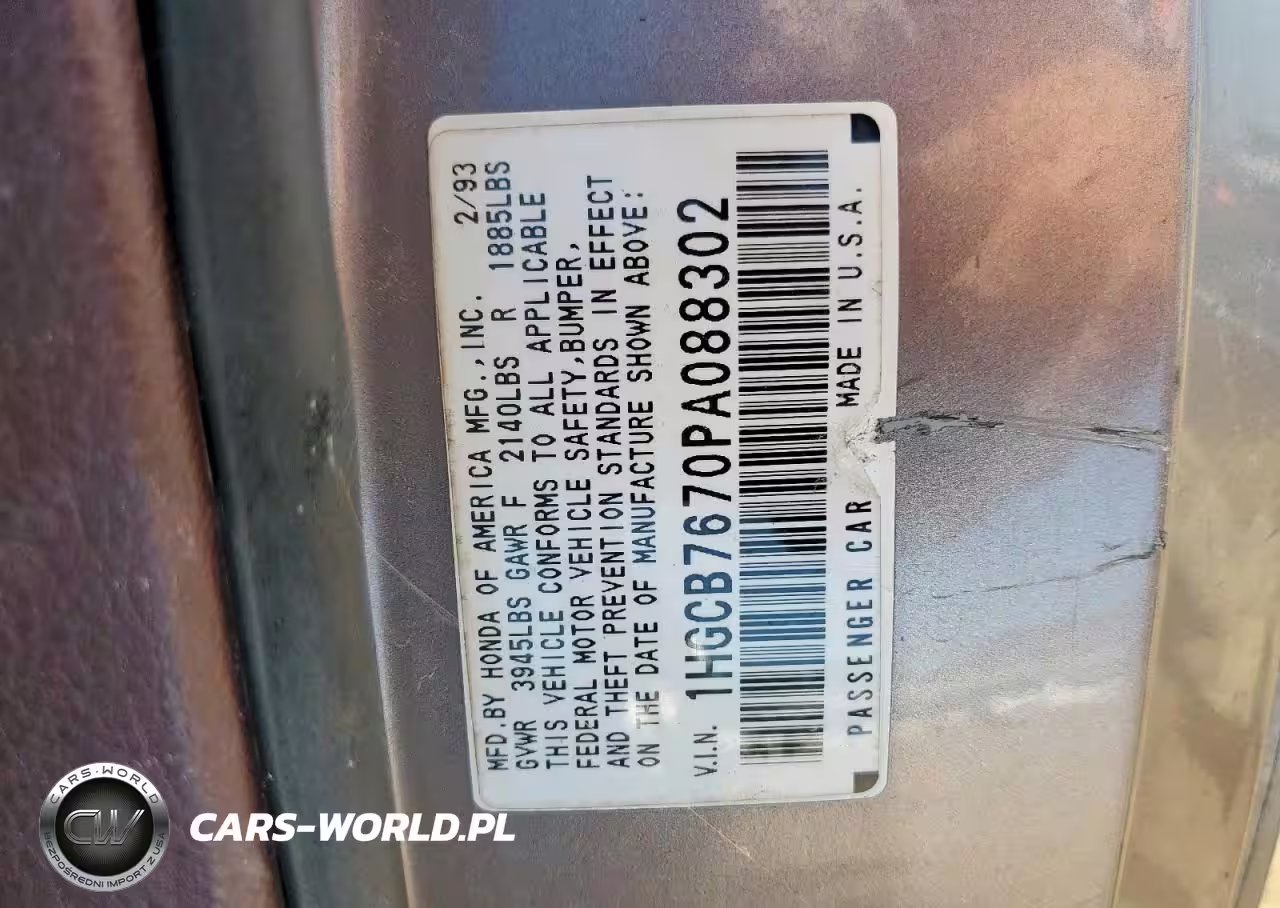 MFD.BY HONDA OF AMERICA MFG.,INC. 2/93
GVWR 3945LBS GAWR F 2140LBS R 1885LBS
THIS VEHICLE CONFORMS TO ALL APPLICABLE
FEDERAL MOTOR VEHICLE SAFETY,BUMPER,
AND THEFT PREVENTION STANDARDS IN EFFECT
ON THE DATE OF MANUFACTURE SHOWN ABOVE:
V.I.N. 1HGCB7670PA088302
PASSENGER CAR MADE IN U.S.A.
CARS-WORLD
CW
BEZPOŚREDNI IMPORT Z USA
CARS-WORLD.PL